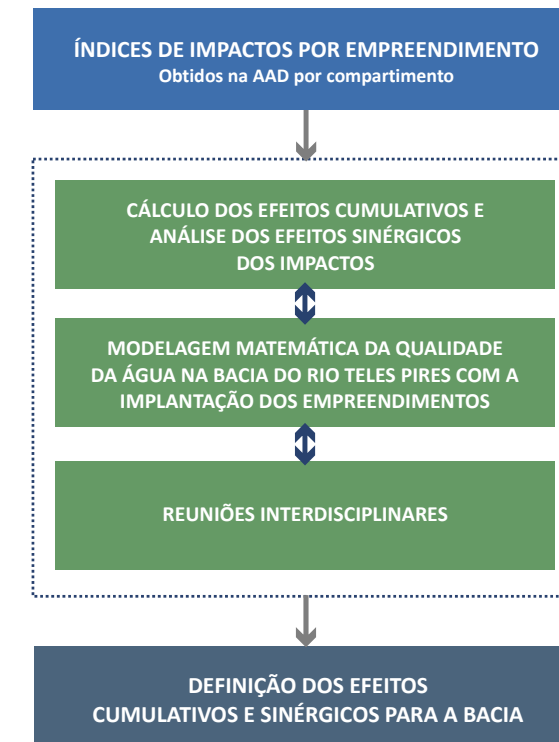 ÍNDICES DE IMPACTOS POR EMPREENDIMENTO
Obtidos na AAD por compartimento
CÁLCULO DOS EFEITOS CUMULATIVOS E
ANÁLISE DOS EFEITOS SINÉRGICOS
DOS IMPACTOS
MODELAGEM MATEMÁTICA DA QUALIDADE
DA ÁGUA NA BACIA DO RIO TELES PIRES COM A
IMPLANTAÇÃO DOS EMPREENDIMENTOS
REUNIÕES INTERDISCIPLINARES
DEFINIÇÃO DOS EFEITOS
CUMULATIVOS E SINÉRGICOS PARA A BACIA